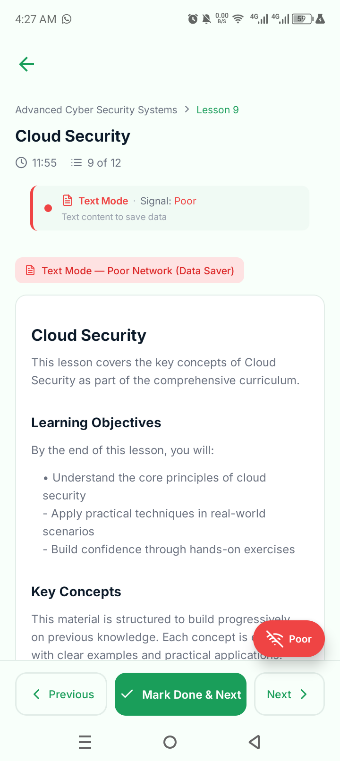 4:27 AM
0.00 B/S 4G 4G 59
Advanced Cyber Security Systems > Lesson 9
Cloud Security
11:55 9 of 12
Text Mode · Signal: Poor
Text content to save data
Text Mode — Poor Network (Data Saver)
Cloud Security
This lesson covers the key concepts of Cloud
Security as part of the comprehensive curriculum.
Learning Objectives
By the end of this lesson, you will:
• Understand the core principles of cloud
security
- Apply practical techniques in real-world
scenarios
- Build confidence through hands-on exercises
Key Concepts
This material is structured to build progressively
on previous knowledge. Each concept is
with clear examples and practical applications.
Poor
Previous
Mark Done & Next
Next